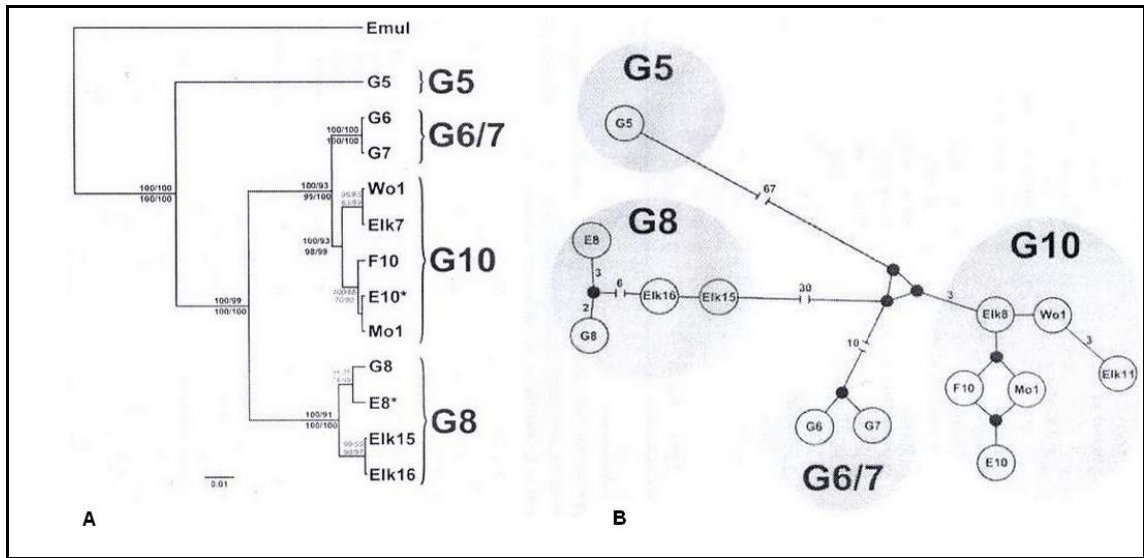 Emul
G5
G5
100/100
100/100
G6
G7
G6/7
100/100
100/100
100/93
99/100
Wo1
Elk7
100/93
98/99
F10
E10*
Mo1
G10
100/99
100/100
G8
E8*
100/91
100/100
Elk15
Elk16
G8
0.01
A
G5
G5
67
G8
E8
3
6
Elk16
Elk15
30
2
G8
10
G6
G7
G6/7
G10
3
Elk8
Wo1
3
Elk11
F10
Mo1
E10
B